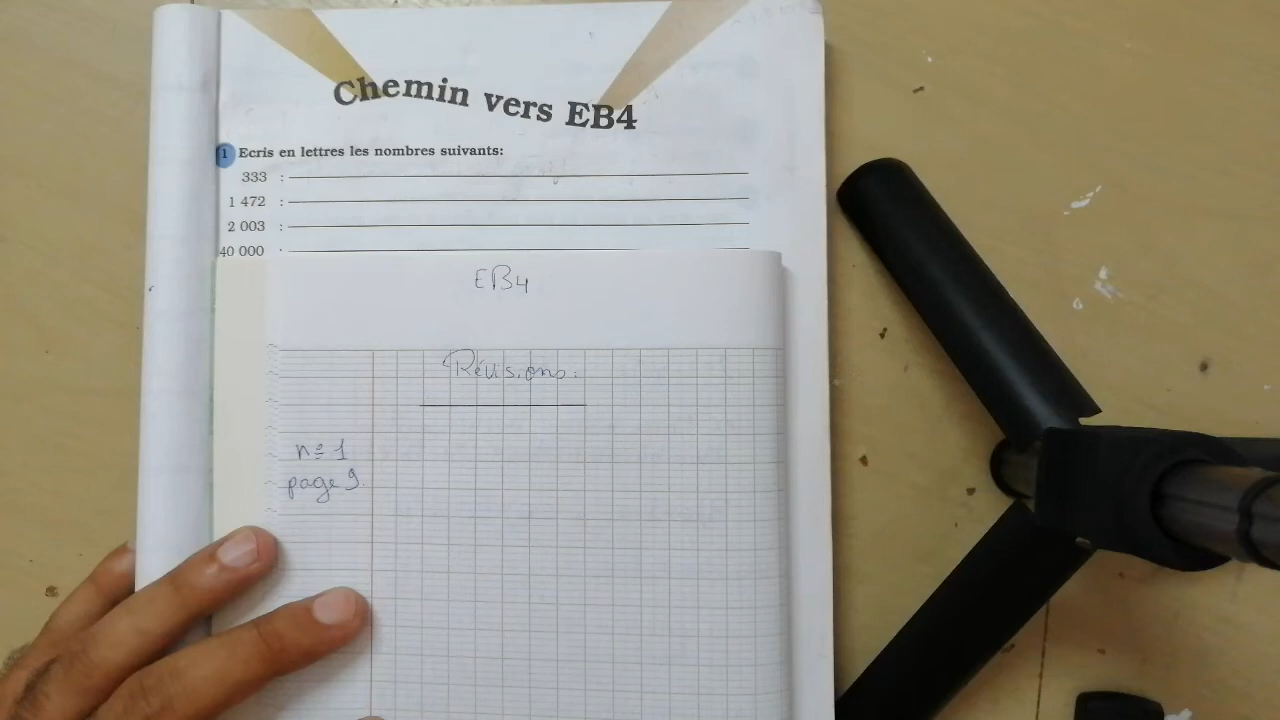 Chemin vers EB4
1 Ecris en lettres les nombres suivants:
333 :
1 472 :
2 003 :
40 000 :
EB4
Révisions:
n° 1
page 9